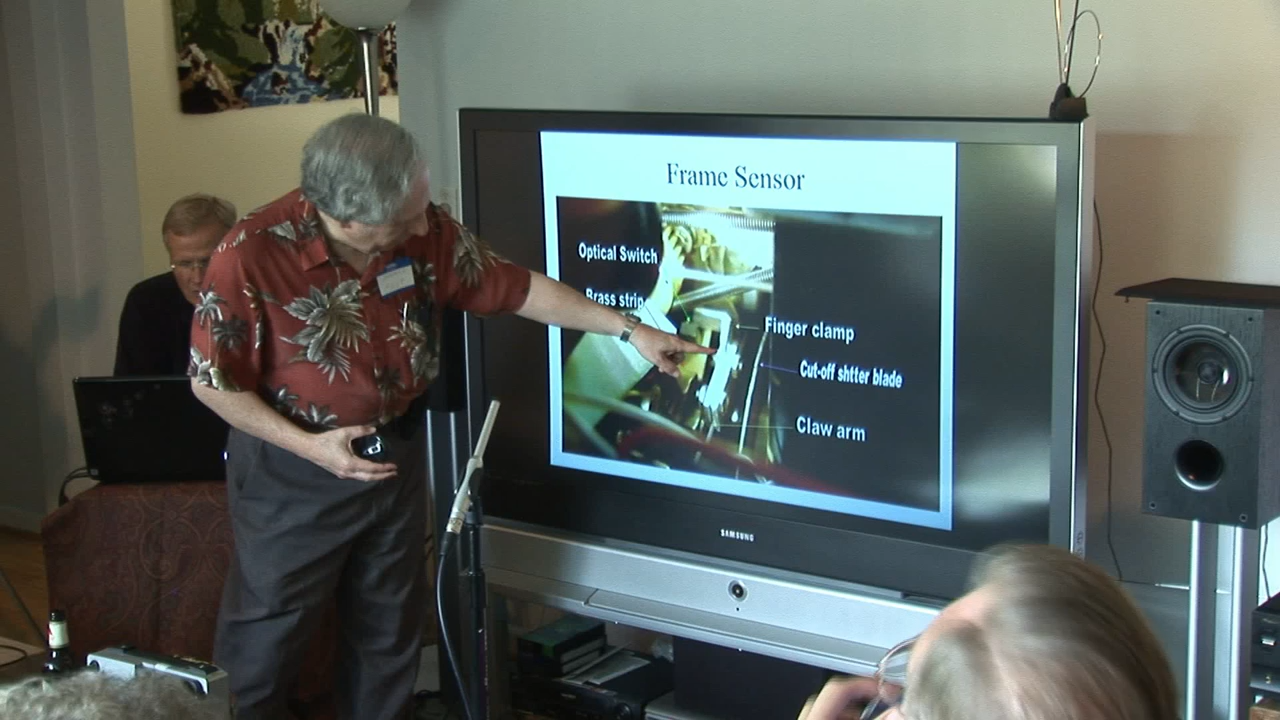 Frame Sensor
Optical Switch
Brass strip
Finger clamp
Cut-off shtter blade
Claw arm
SAMSUNG